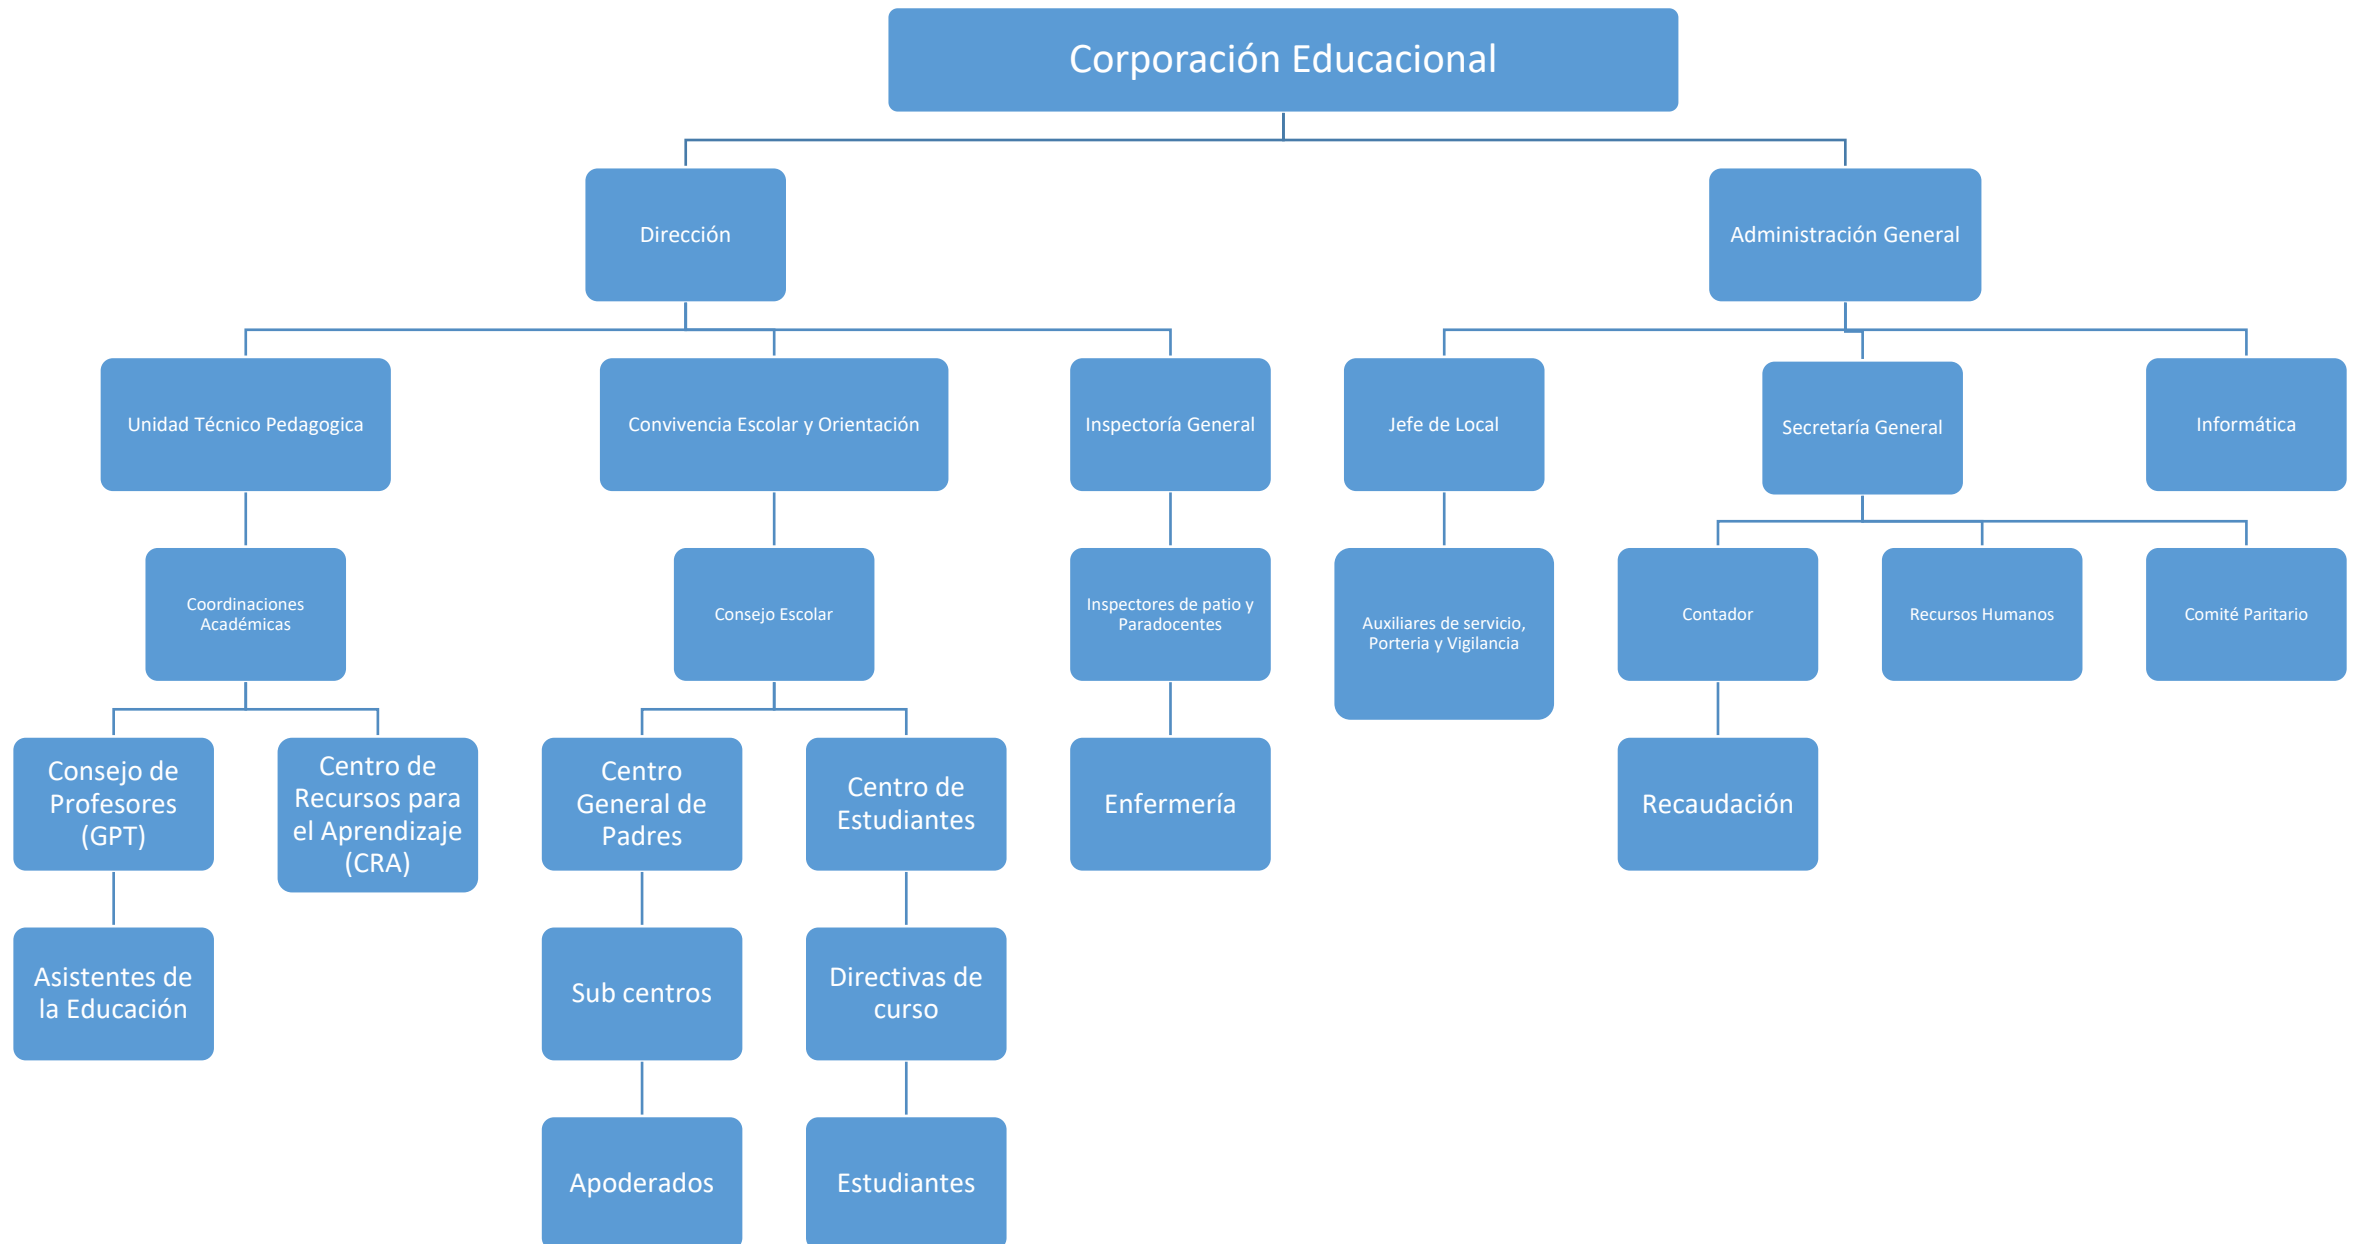 Corporación Educacional
Dirección
Administración General
Unidad Técnico Pedagogica
Convivencia Escolar y Orientación
Inspectoría General
Jefe de Local
Secretaría General
Informática
Coordinaciones
Académicas
Consejo Escolar
Inspectores de patio y
Paradocentes
Auxiliares de servicio,
Porteria y Vigilancia
Contador
Recursos Humanos
Comité Paritario
Consejo de
Profesores
(GPT)
Centro de
Recursos para
el Aprendizaje
(CRA)
Centro
General de
Padres
Centro de
Estudiantes
Enfermería
Recaudación
Asistentes de
la Educación
Sub centros
Directivas de
curso
Apoderados
Estudiantes